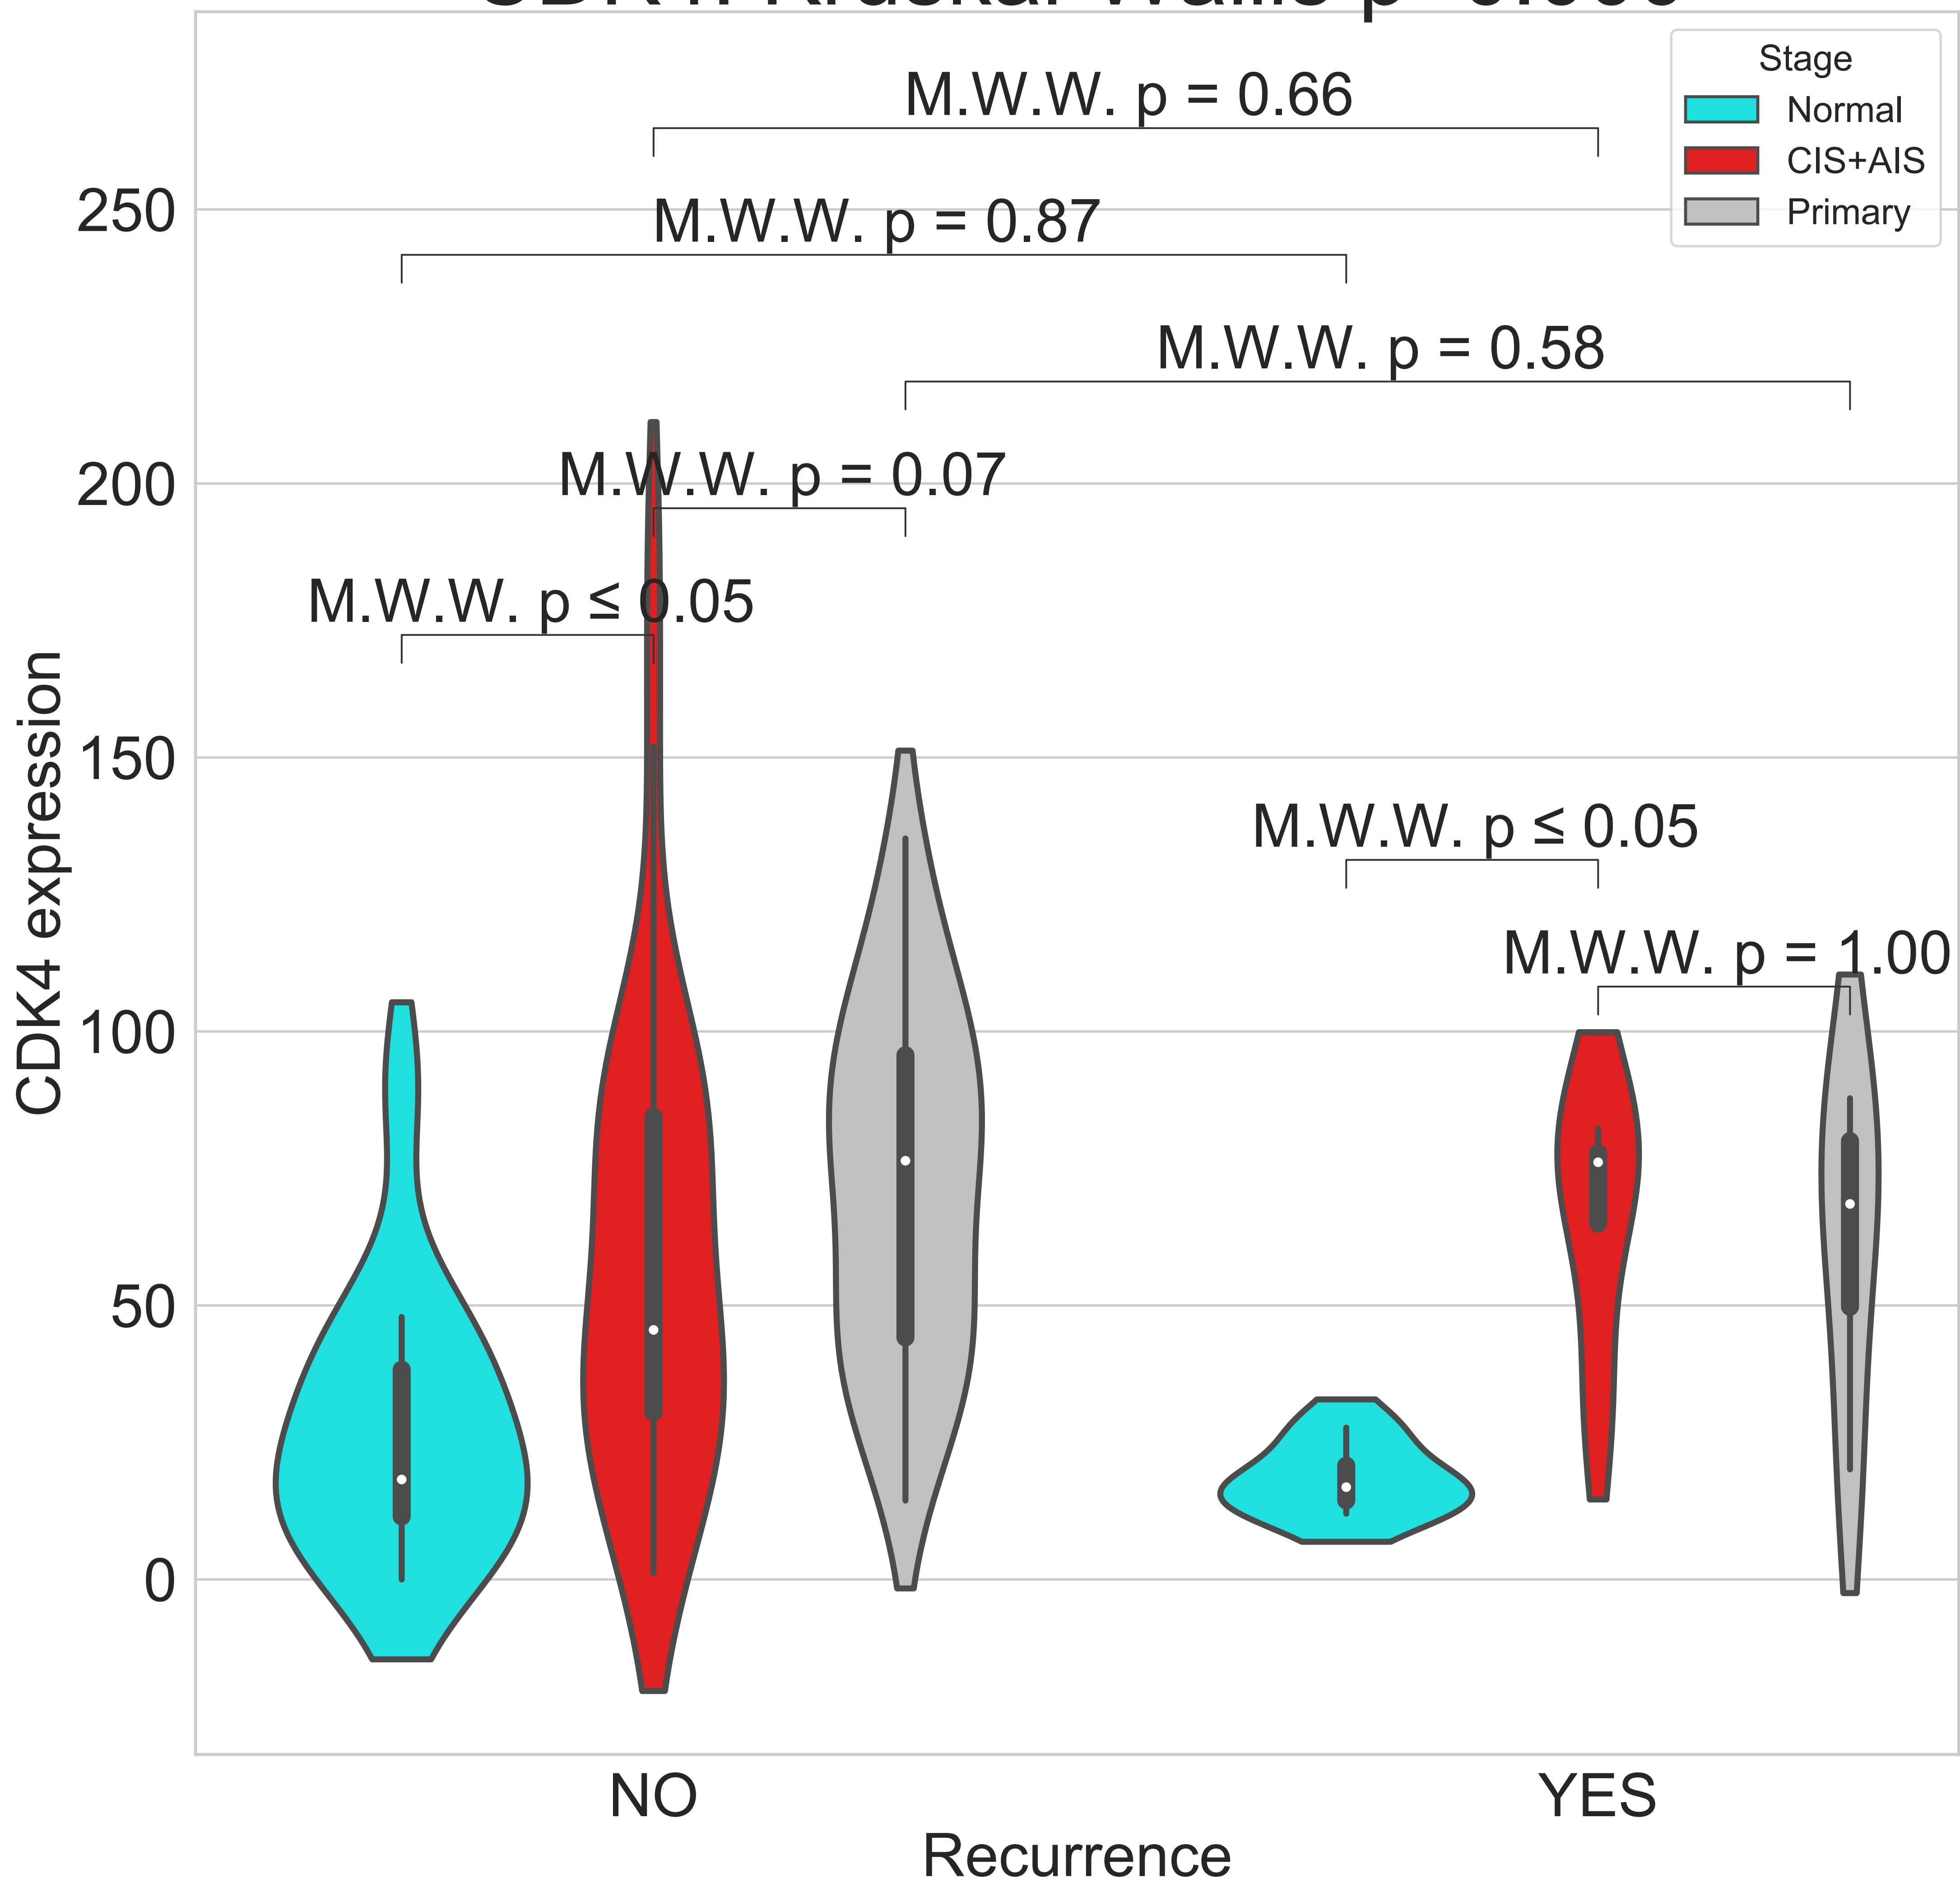 Stage
Normal
CIS+AIS
Primary
M.W.W. p = 0.66
M.W.W. p = 0.87
M.W.W. p = 0.58
M.W.W. p = 0.07
M.W.W. p ≤ 0.05
M.W.W. p ≤ 0.05
M.W.W. p = 1.00
CDK4 expression
250
200
150
100
50
0
NO
YES
Recurrence